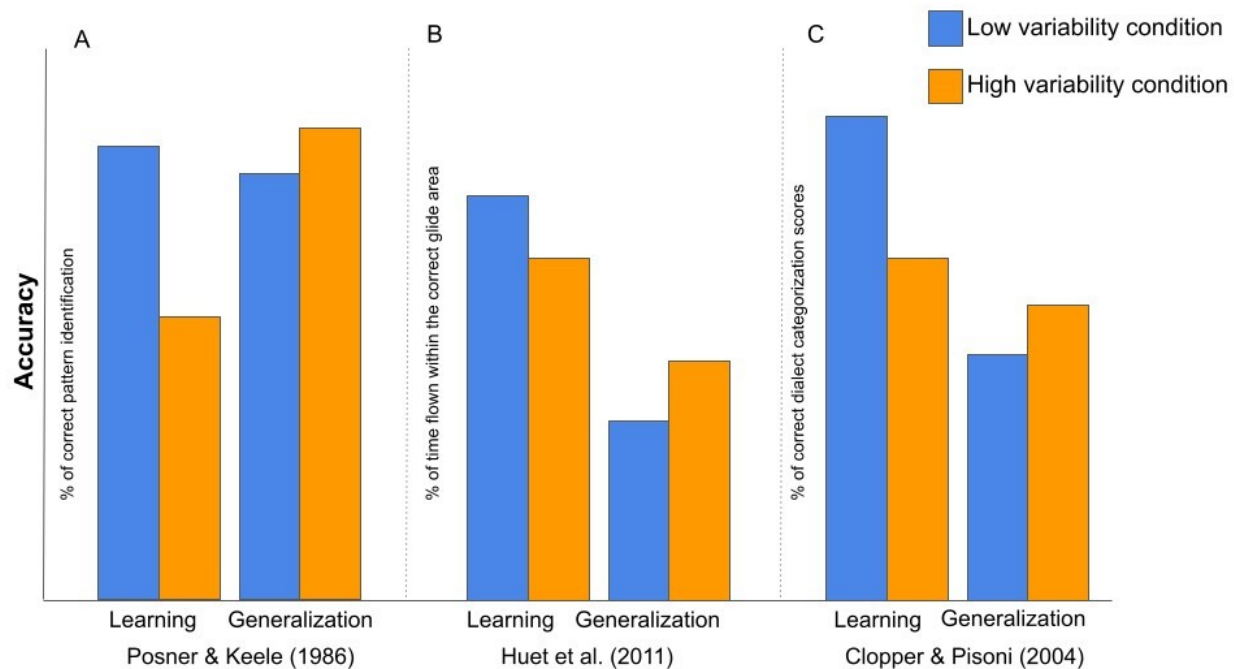 A
B
C
Low variability condition
High variability condition
Accuracy
% of correct pattern identification
% of time flown within the correct glide area
% of correct dialect categorization scores
Learning Generalization
Learning Generalization
Learning Generalization
Posner & Keele (1986)
Huet et al. (2011)
Clopper & Pisoni (2004)